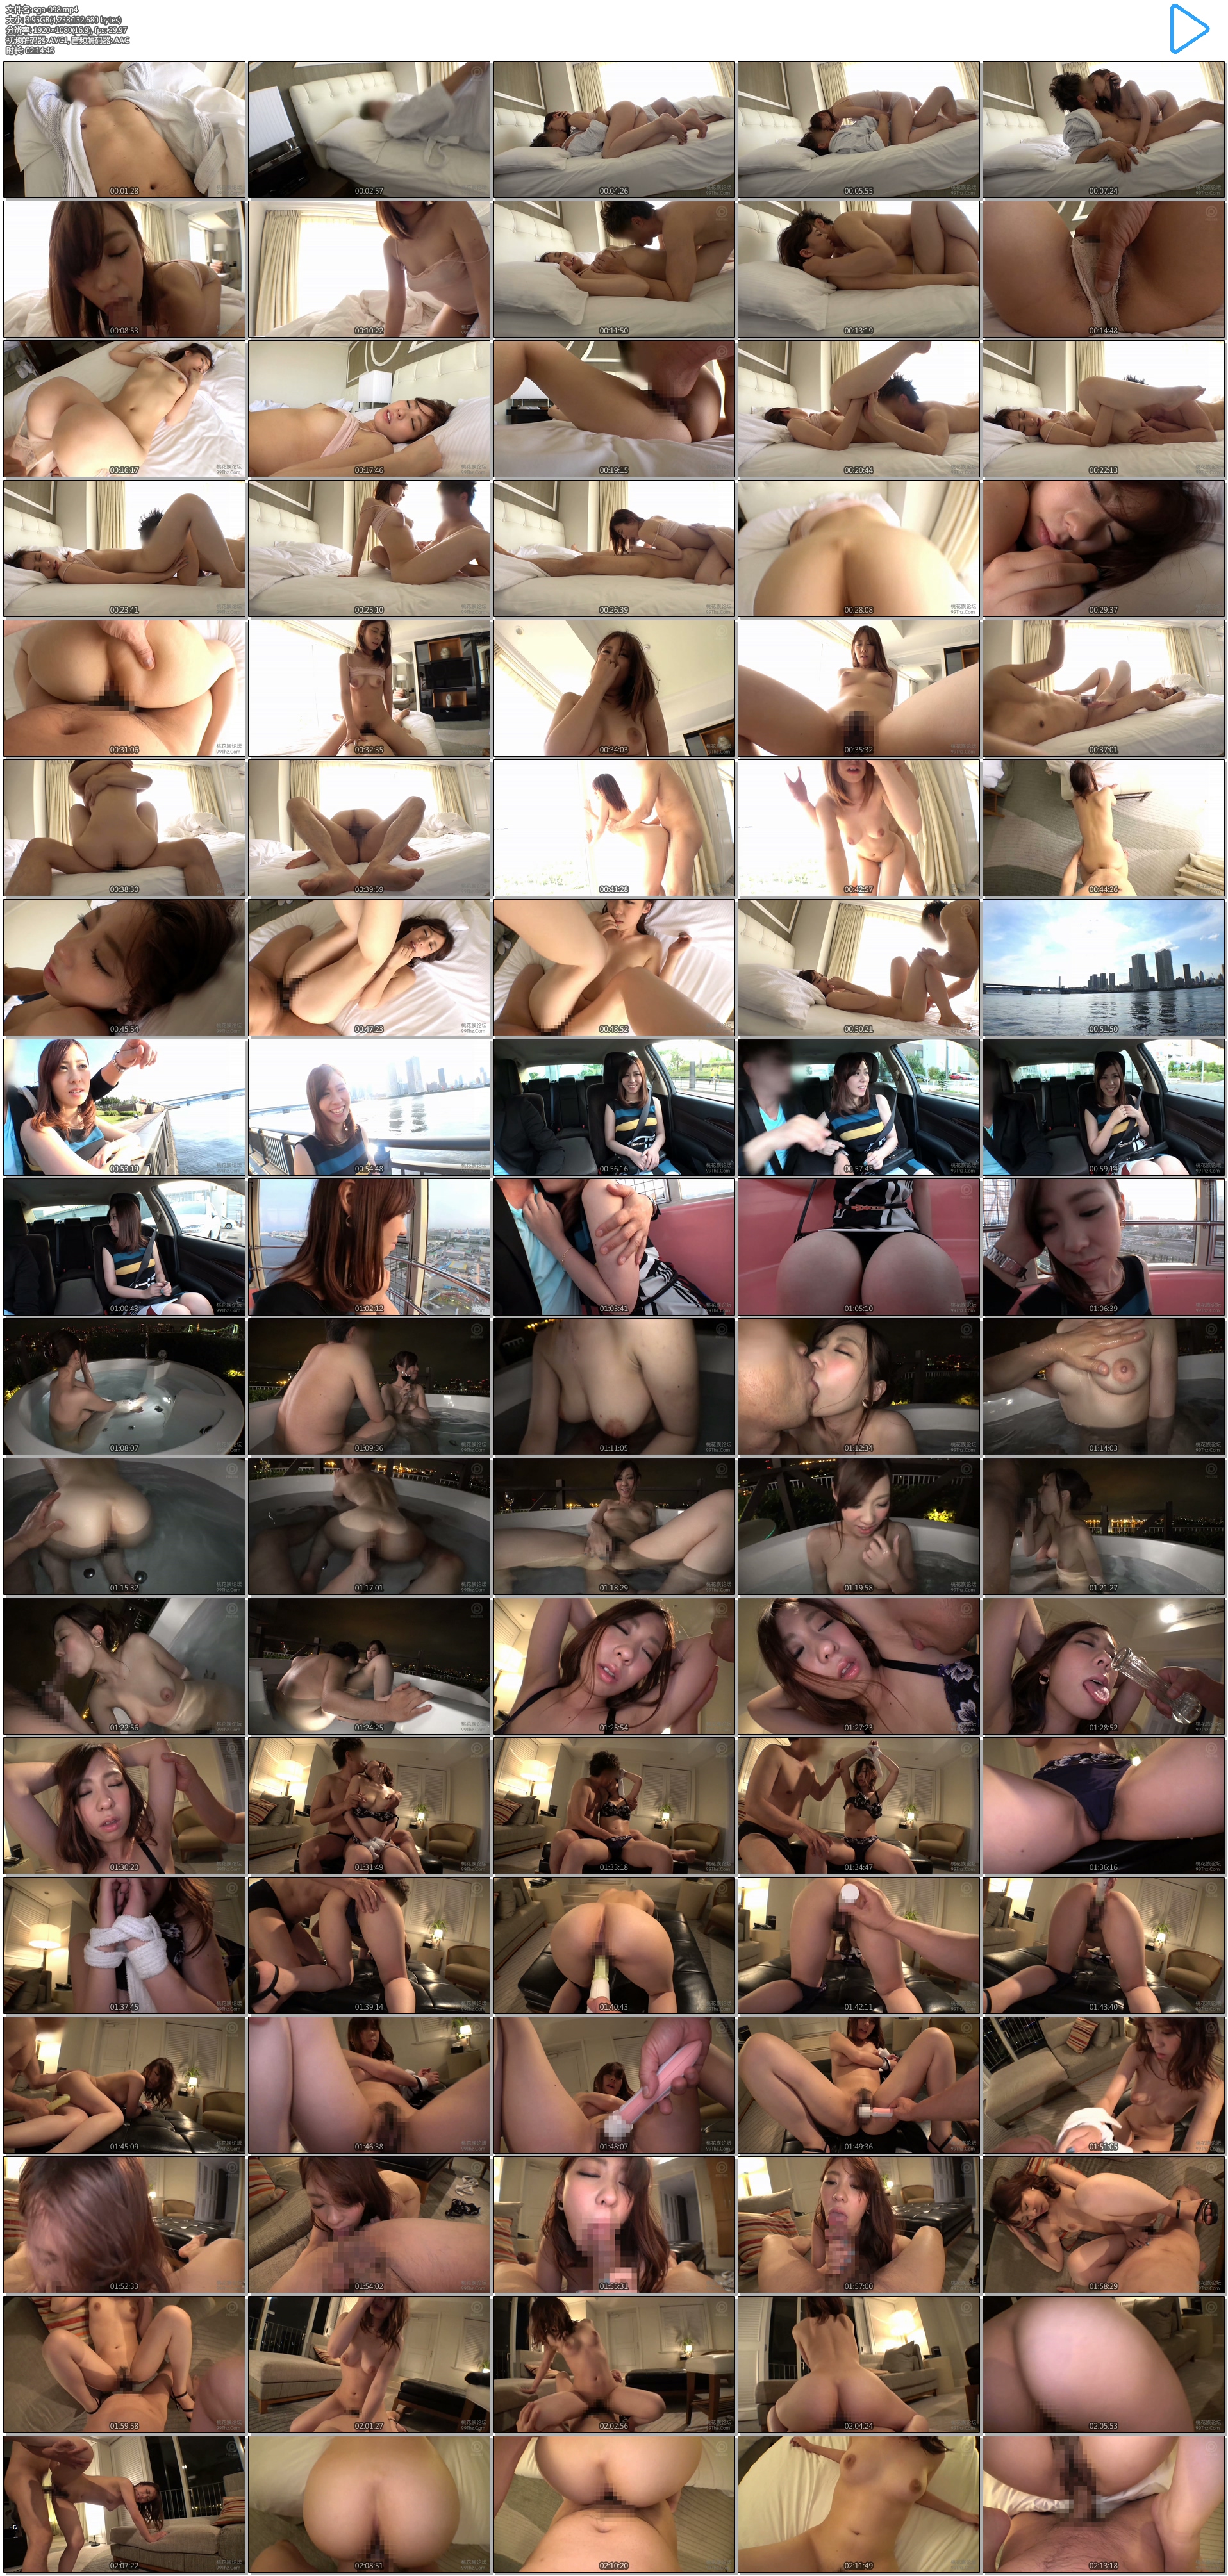 文件名: sga-098.mp4
大小: 3.95GB(4,238,132,680 bytes)
分辨率: 1920×1080(16:9), fps: 29.97
视频解码器: AVC1, 音频解码器: AAC
时长: 02:14:46
00:01:28 00:02:57 00:04:26 00:05:55 00:07:24
00:08:53 00:10:22 00:11:50 00:13:19 00:14:48
00:16:17 00:17:46 00:19:15 00:20:44 00:22:13
00:23:41 00:25:10 00:26:39 00:28:08 00:29:37
00:31:06 00:32:35 00:34:03 00:35:32 00:37:01
00:38:30 00:39:59 00:41:28 00:42:57 00:44:26
00:45:54 00:47:23 00:48:52 00:50:21 00:51:50
00:53:19 00:54:48 00:56:16 00:57:45 00:59:14
01:00:43 01:02:12 01:03:41 01:05:10 01:06:39
01:08:07 01:09:36 01:11:05 01:12:34 01:14:03
01:15:32 01:17:01 01:18:29 01:19:58 01:21:27
01:22:56 01:24:25 01:25:54 01:27:23 01:28:52
01:30:20 01:31:49 01:33:18 01:34:47 01:36:16
01:37:45 01:39:14 01:40:43 01:42:11 01:43:40
01:45:09 01:46:38 01:48:07 01:49:36 01:51:05
01:52:33 01:54:02 01:55:31 01:57:00 01:58:29
01:59:58 02:01:27 02:02:56 02:04:24 02:05:53
02:07:22 02:08:51 02:10:20 02:11:49 02:13:18